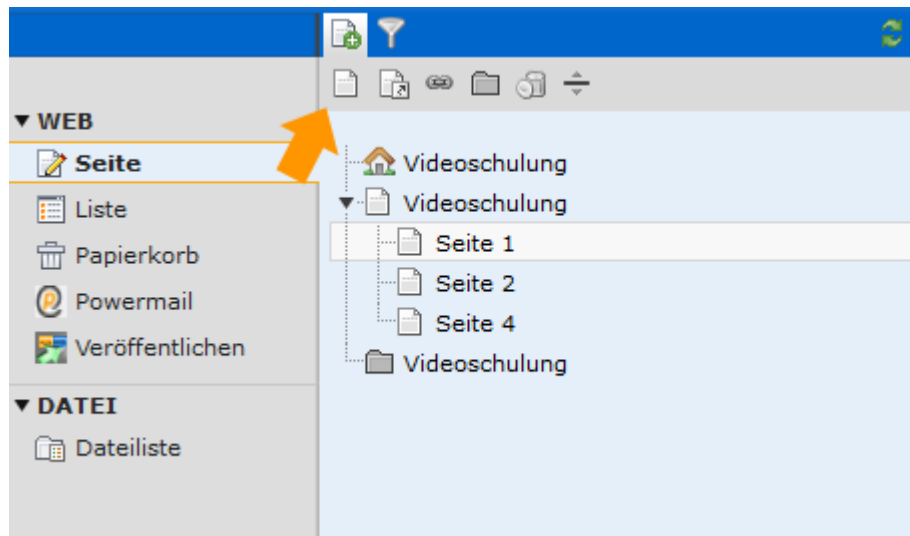 WEB
Seite
Liste
Papierkorb
Powermail
Veröffentlichen
DATEI
Dateiliste
Videoschulung
Videoschulung
Seite 1
Seite 2
Seite 4
Videoschulung